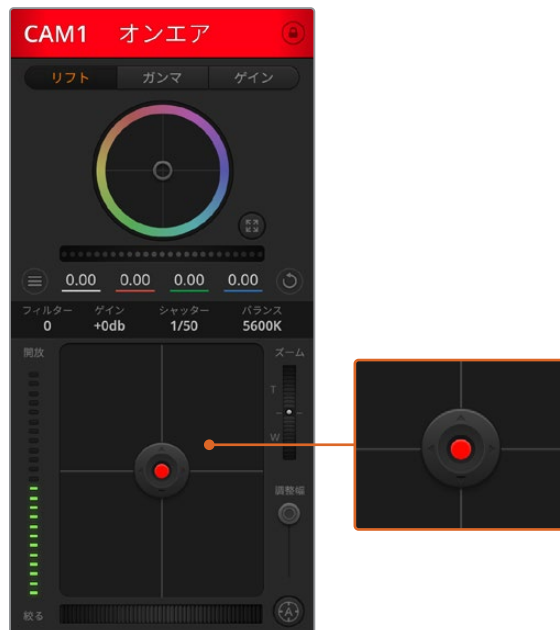 CAM1 オンエア
リフト ガンマ ゲイン
0.00 0.00 0.00 0.00
フィルター ゲイン シャッター バランス
0 +0db 1/50 5600K
開放 ズーム
T
W
調整幅
絞る A